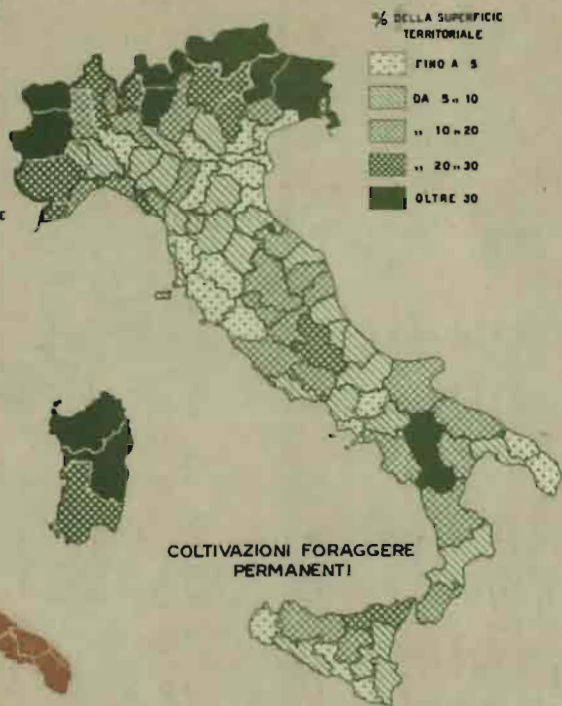 % DELLA SUPERFICIE
TERRITORIALE
FINO A 5
DA 5 „ 10
„ 10 „ 20
„ 20 „ 30
OLTRE 30
E
COLTIVAZIONI FORAGGERE
PERMANENTI